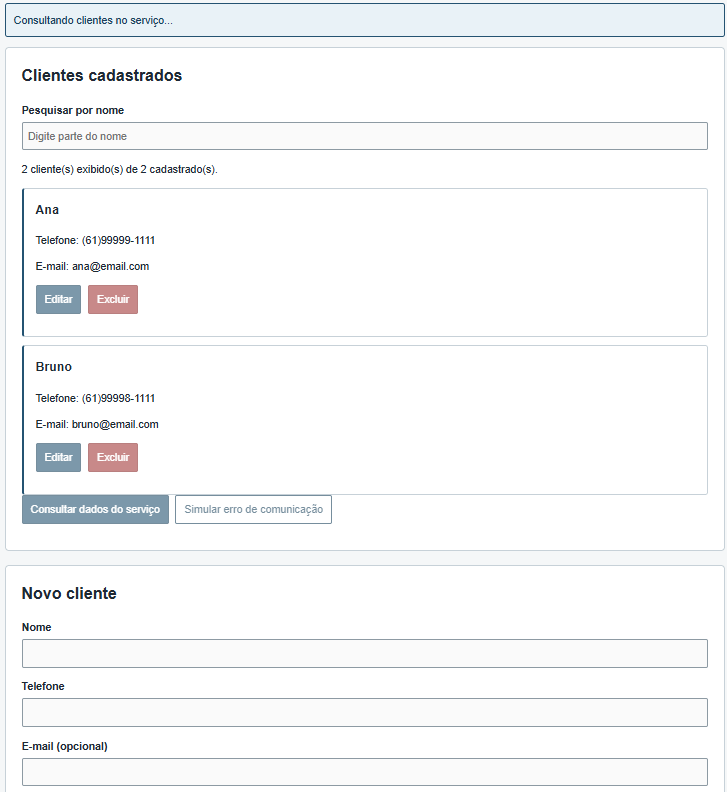 Consultando clientes no serviço...
Clientes cadastrados
Pesquisar por nome
Digite parte do nome
2 cliente(s) exibido(s) de 2 cadastrado(s).
Ana
Telefone: (61)99999-1111
E-mail: ana@email.com
Editar Excluir
Bruno
Telefone: (61)99998-1111
E-mail: bruno@email.com
Editar Excluir
Consultar dados do serviço Simular erro de comunicação
Novo cliente
Nome
Telefone
E-mail (opcional)